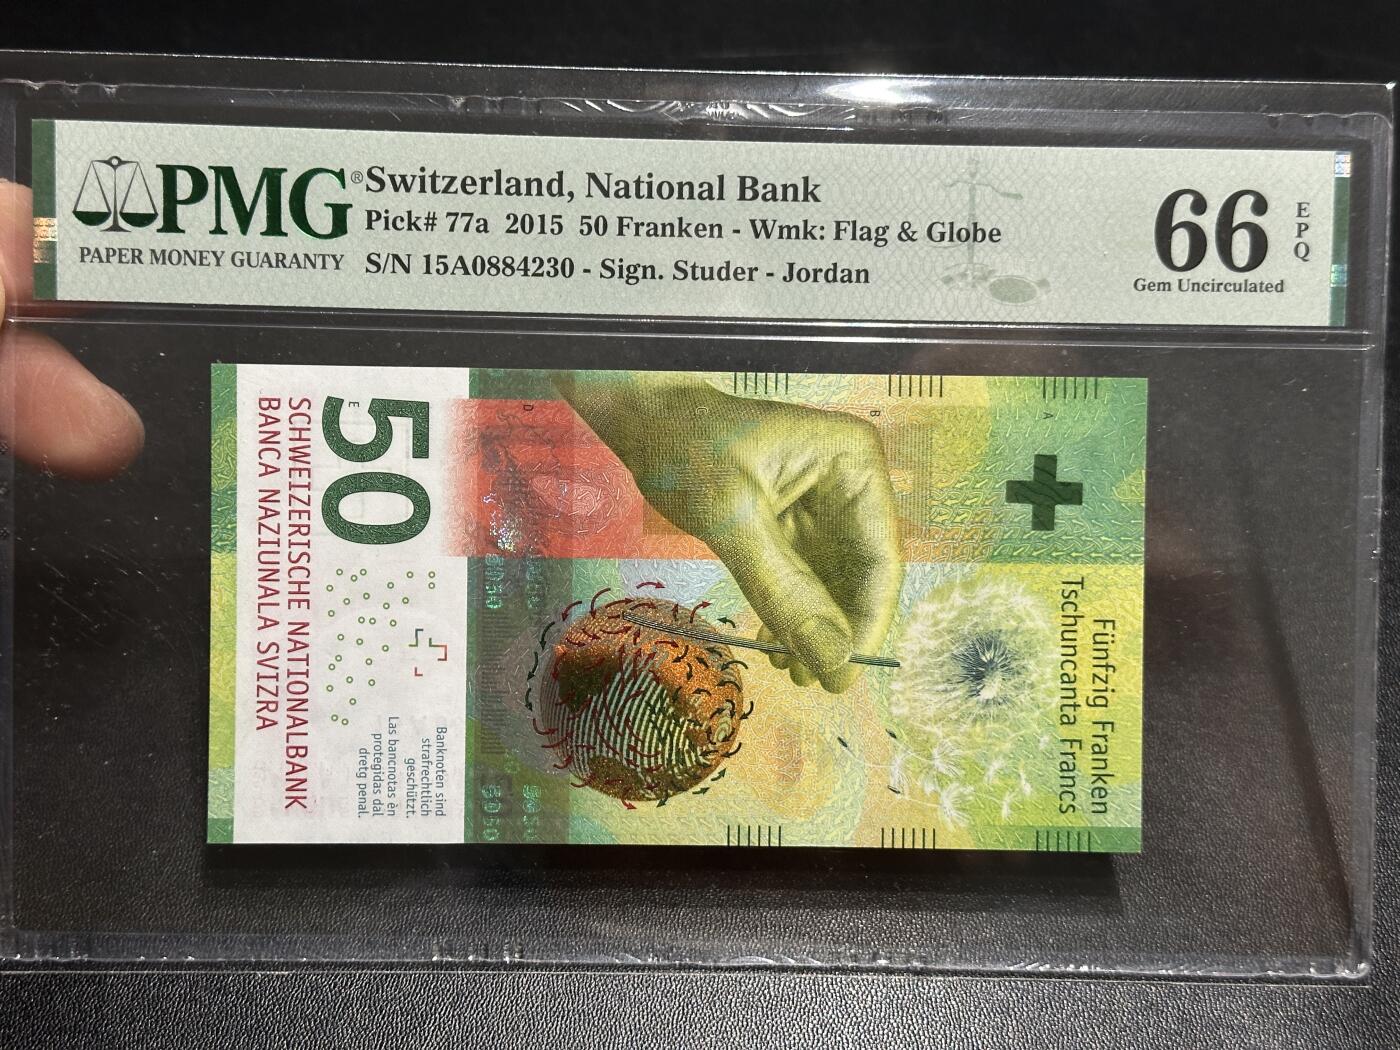 PMG®
PAPER MONEY GUARANTY
Switzerland, National Bank
Pick# 77a 2015 50 Franken - Wmk: Flag & Globe
S/N 15A0884230 - Sign. Studer - Jordan
66
EPQ
Gem Uncirculated
50
SCHWEIZERISCHE NATIONALBANK
BANCA NAZIUNALA SVIZRA
Banknoten sind
strafrechtlich
geschützt.
Las bancnotas èn
protegidas dal
dretg penal.
Fünfzig Franken
Tschuncanta Francs
E
D
C
B
A